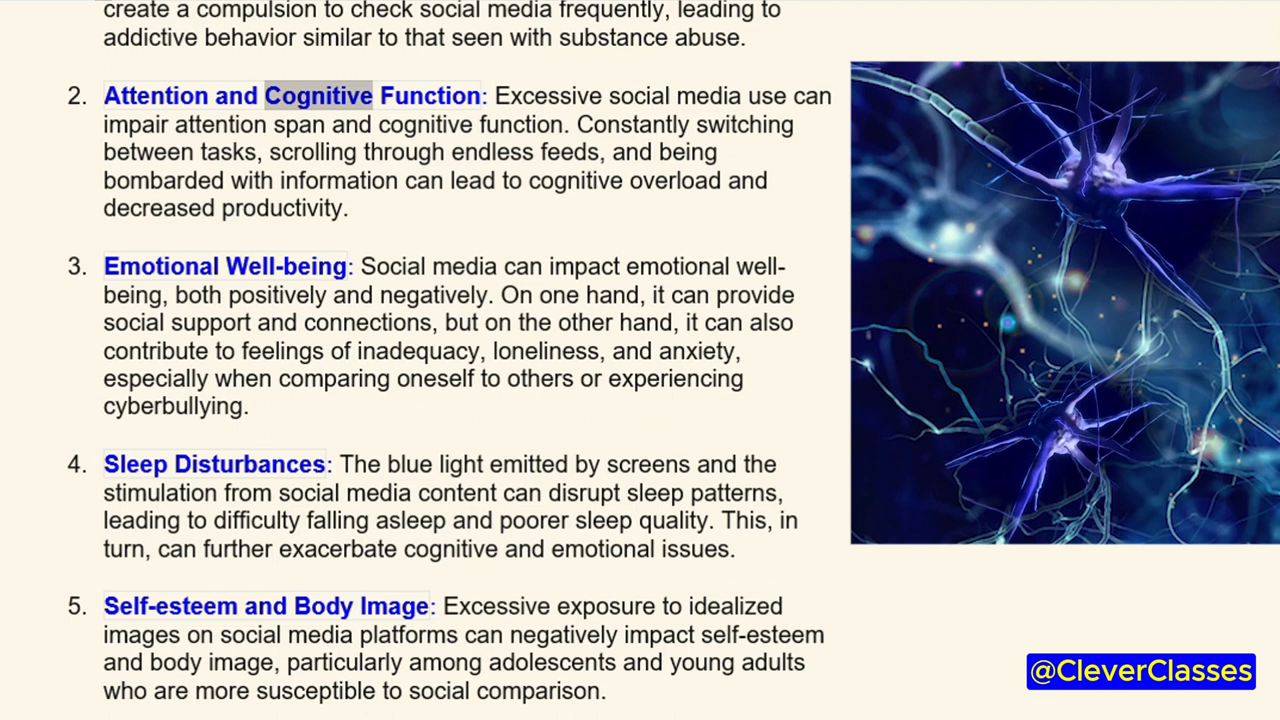 create a compulsion to check social media frequently, leading to
addictive behavior similar to that seen with substance abuse.
2. Attention and Cognitive Function: Excessive social media use can
impair attention span and cognitive function. Constantly switching
between tasks, scrolling through endless feeds, and being
bombarded with information can lead to cognitive overload and
decreased productivity.
3. Emotional Well-being: Social media can impact emotional well-
being, both positively and negatively. On one hand, it can provide
social support and connections, but on the other hand, it can also
contribute to feelings of inadequacy, loneliness, and anxiety,
especially when comparing oneself to others or experiencing
cyberbullying.
4. Sleep Disturbances: The blue light emitted by screens and the
stimulation from social media content can disrupt sleep patterns,
leading to difficulty falling asleep and poorer sleep quality. This, in
turn, can further exacerbate cognitive and emotional issues.
5. Self-esteem and Body Image: Excessive exposure to idealized
images on social media platforms can negatively impact self-esteem
and body image, particularly among adolescents and young adults
who are more susceptible to social comparison.
@CleverClasses